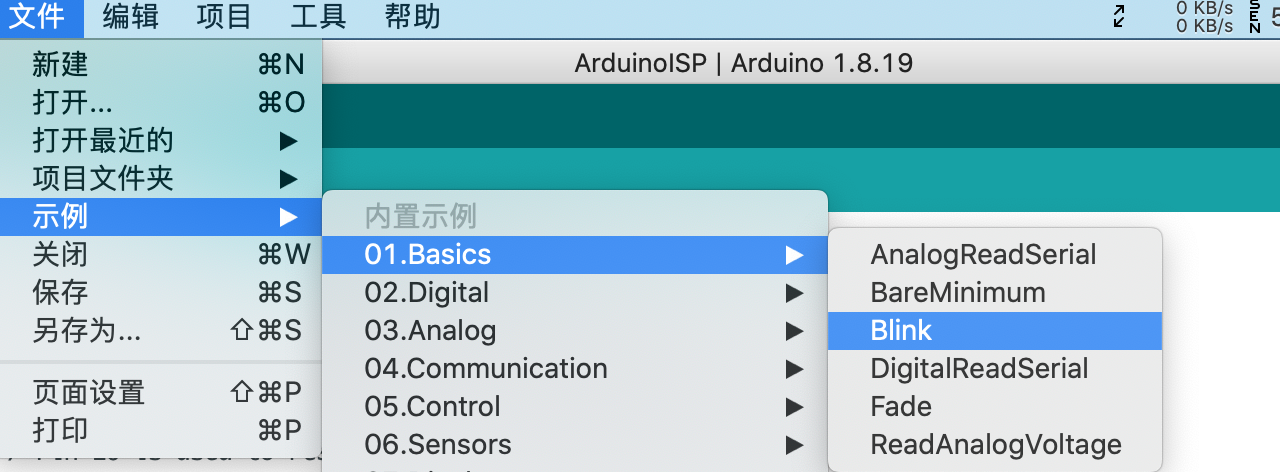 文件 编辑 项目 工具 帮助
0 KB/s
0 KB/s
ArduinoISP | Arduino 1.8.19
新建 ⌘N
打开... ⌘O
打开最近的 ▶
项目文件夹 ▶
示例 ▶
关闭 ⌘W
保存 ⌘S
另存为... ⇧⌘S
页面设置 ⇧⌘P
打印 ⌘P
内置示例
01.Basics ▶
02.Digital ▶
03.Analog ▶
04.Communication ▶
05.Control ▶
06.Sensors ▶
AnalogReadSerial
BareMinimum
Blink
DigitalReadSerial
Fade
ReadAnalogVoltage